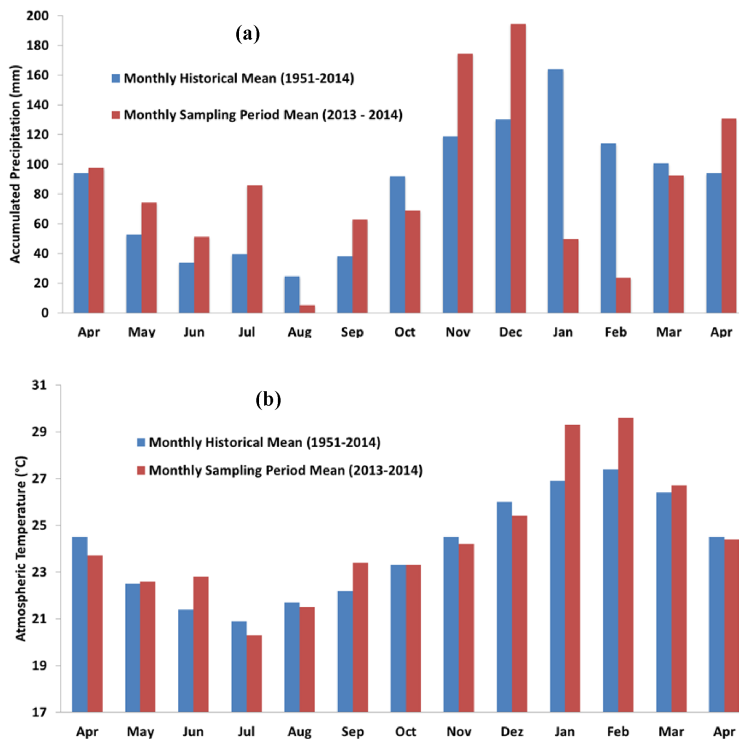 (a)
Accumulated Precipitation (mm)
200
180
160
140
120
100
80
60
40
20
0
Monthly Historical Mean (1951-2014)
Monthly Sampling Period Mean (2013 - 2014)
Apr May Jun Jul Aug Sep Oct Nov Dec Jan Feb Mar Apr
(b)
Atmospheric Temperature (°C)
31
29
27
25
23
21
19
17
Monthly Historical Mean (1951-2014)
Monthly Sampling Period Mean (2013-2014)
Apr May Jun Jul Aug Sep Oct Nov Dez Jan Feb Mar Apr